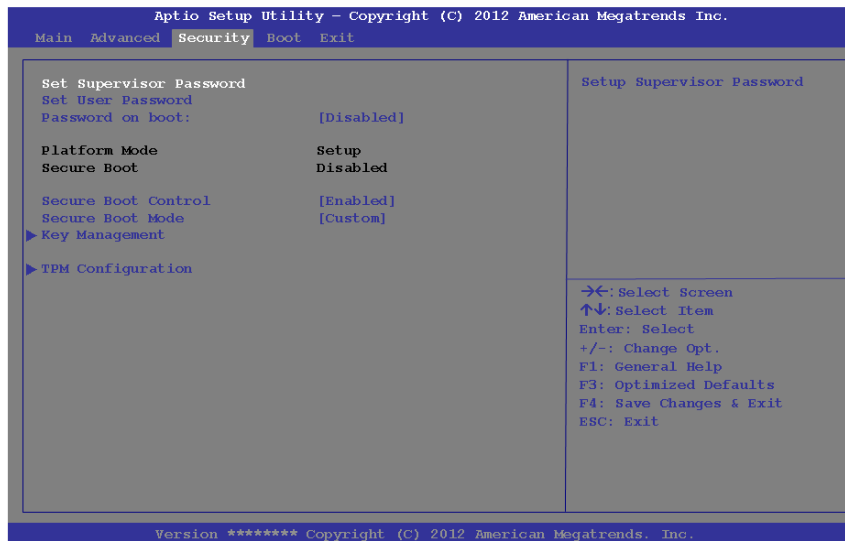 Aptio Setup Utility – Copyright (C) 2012 American Megatrends Inc.
Main Advanced Security Boot Exit
Set Supervisor Password
Set User Password
Password on boot: [Disabled]
Platform Mode Setup
Secure Boot Disabled
Secure Boot Control [Enabled]
Secure Boot Mode [Custom]
▶ Key Management
▶ TPM Configuration
Setup Supervisor Password
→←: Select Screen
↑↓: Select Item
Enter: Select
+/-: Change Opt.
F1: General Help
F3: Optimized Defaults
F4: Save Changes & Exit
ESC: Exit
Version ******** Copyright (C) 2012 American Megatrends. Inc.